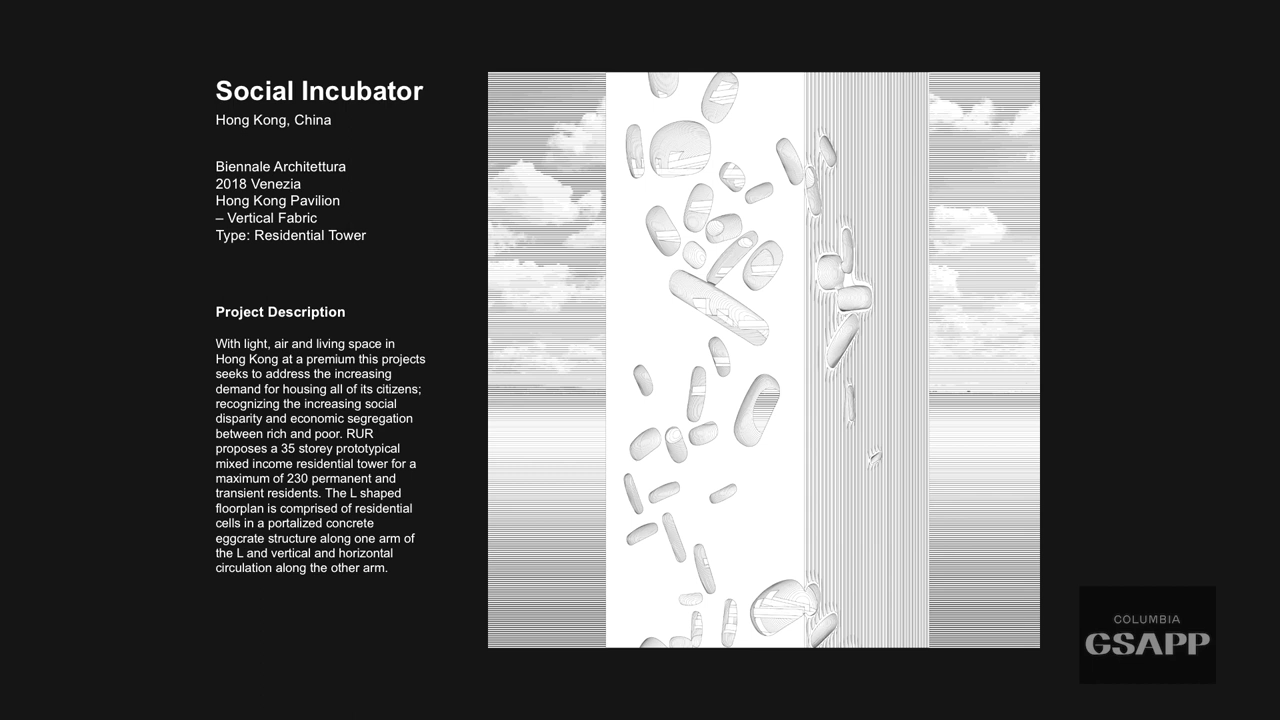 Social Incubator
Hong Kong, China
Biennale Architettura
2018 Venezia
Hong Kong Pavilion
– Vertical Fabric
Type: Residential Tower
Project Description
With light, air and living space in
Hong Kong at a premium this projects
seeks to address the increasing
demand for housing all of its citizens;
recognizing the increasing social
disparity and economic segregation
between rich and poor. RUR
proposes a 35 storey prototypical
mixed income residential tower for a
maximum of 230 permanent and
transient residents. The L shaped
floorplan is comprised of residential
cells in a portalized concrete
eggcrate structure along one arm of
the L and vertical and horizontal
circulation along the other arm.
COLUMBIA
GSAPP